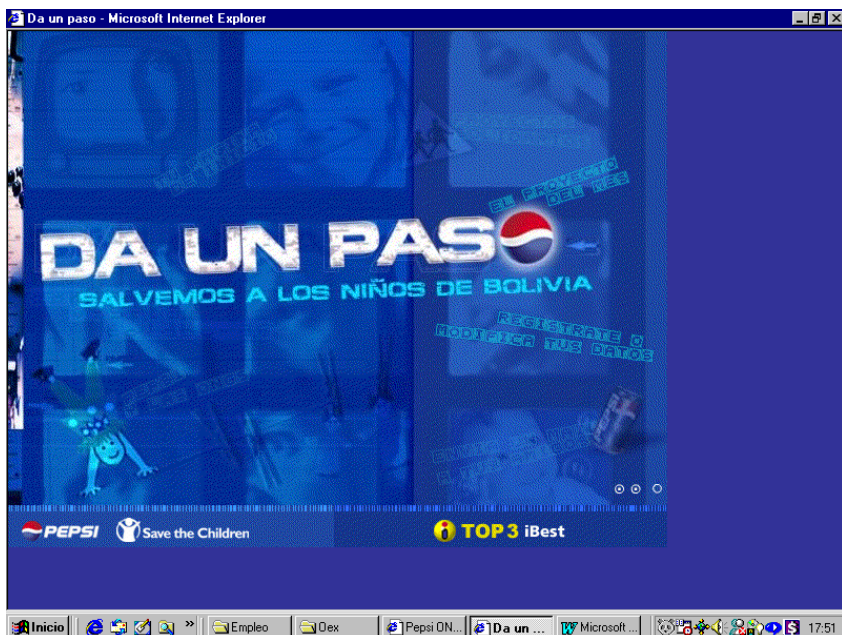 Da un paso - Microsoft Internet Explorer
EL PROYECTO
DEL MES
DA UN PASO
SALVEMOS A LOS NIÑOS DE BOLIVIA
REGISTRATE O
MODIFICA TUS DATOS
PEPSI
Save the Children
TOP 3 iBest
Inicio
»
Empleo
Oex
Pepsi ON...
Da un ...
Microsoft ...
17:51